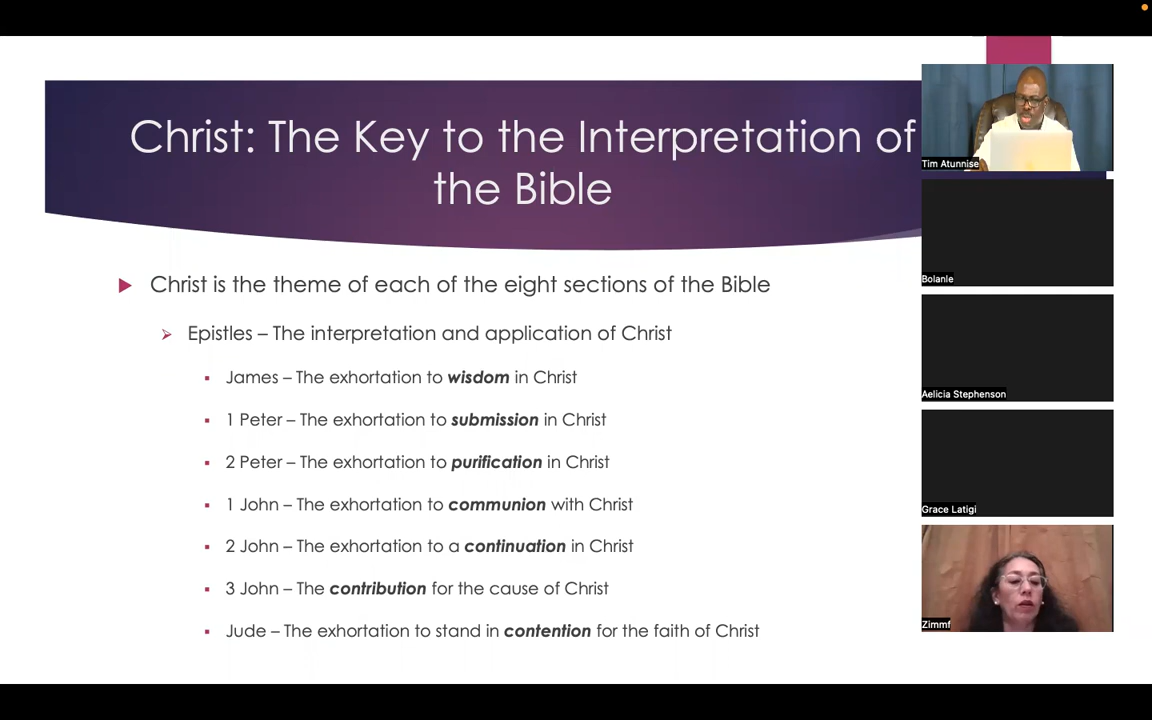 Christ: The Key to the Interpretation of
the Bible
Christ is the theme of each of the eight sections of the Bible
Epistles – The interpretation and application of Christ
James – The exhortation to wisdom in Christ
1 Peter – The exhortation to submission in Christ
2 Peter – The exhortation to purification in Christ
1 John – The exhortation to communion with Christ
2 John – The exhortation to a continuation in Christ
3 John – The contribution for the cause of Christ
Jude – The exhortation to stand in contention for the faith of Christ
Tim Atunnise
Bolanle
Aelicia Stephenson
Grace Latigi
Zimmf